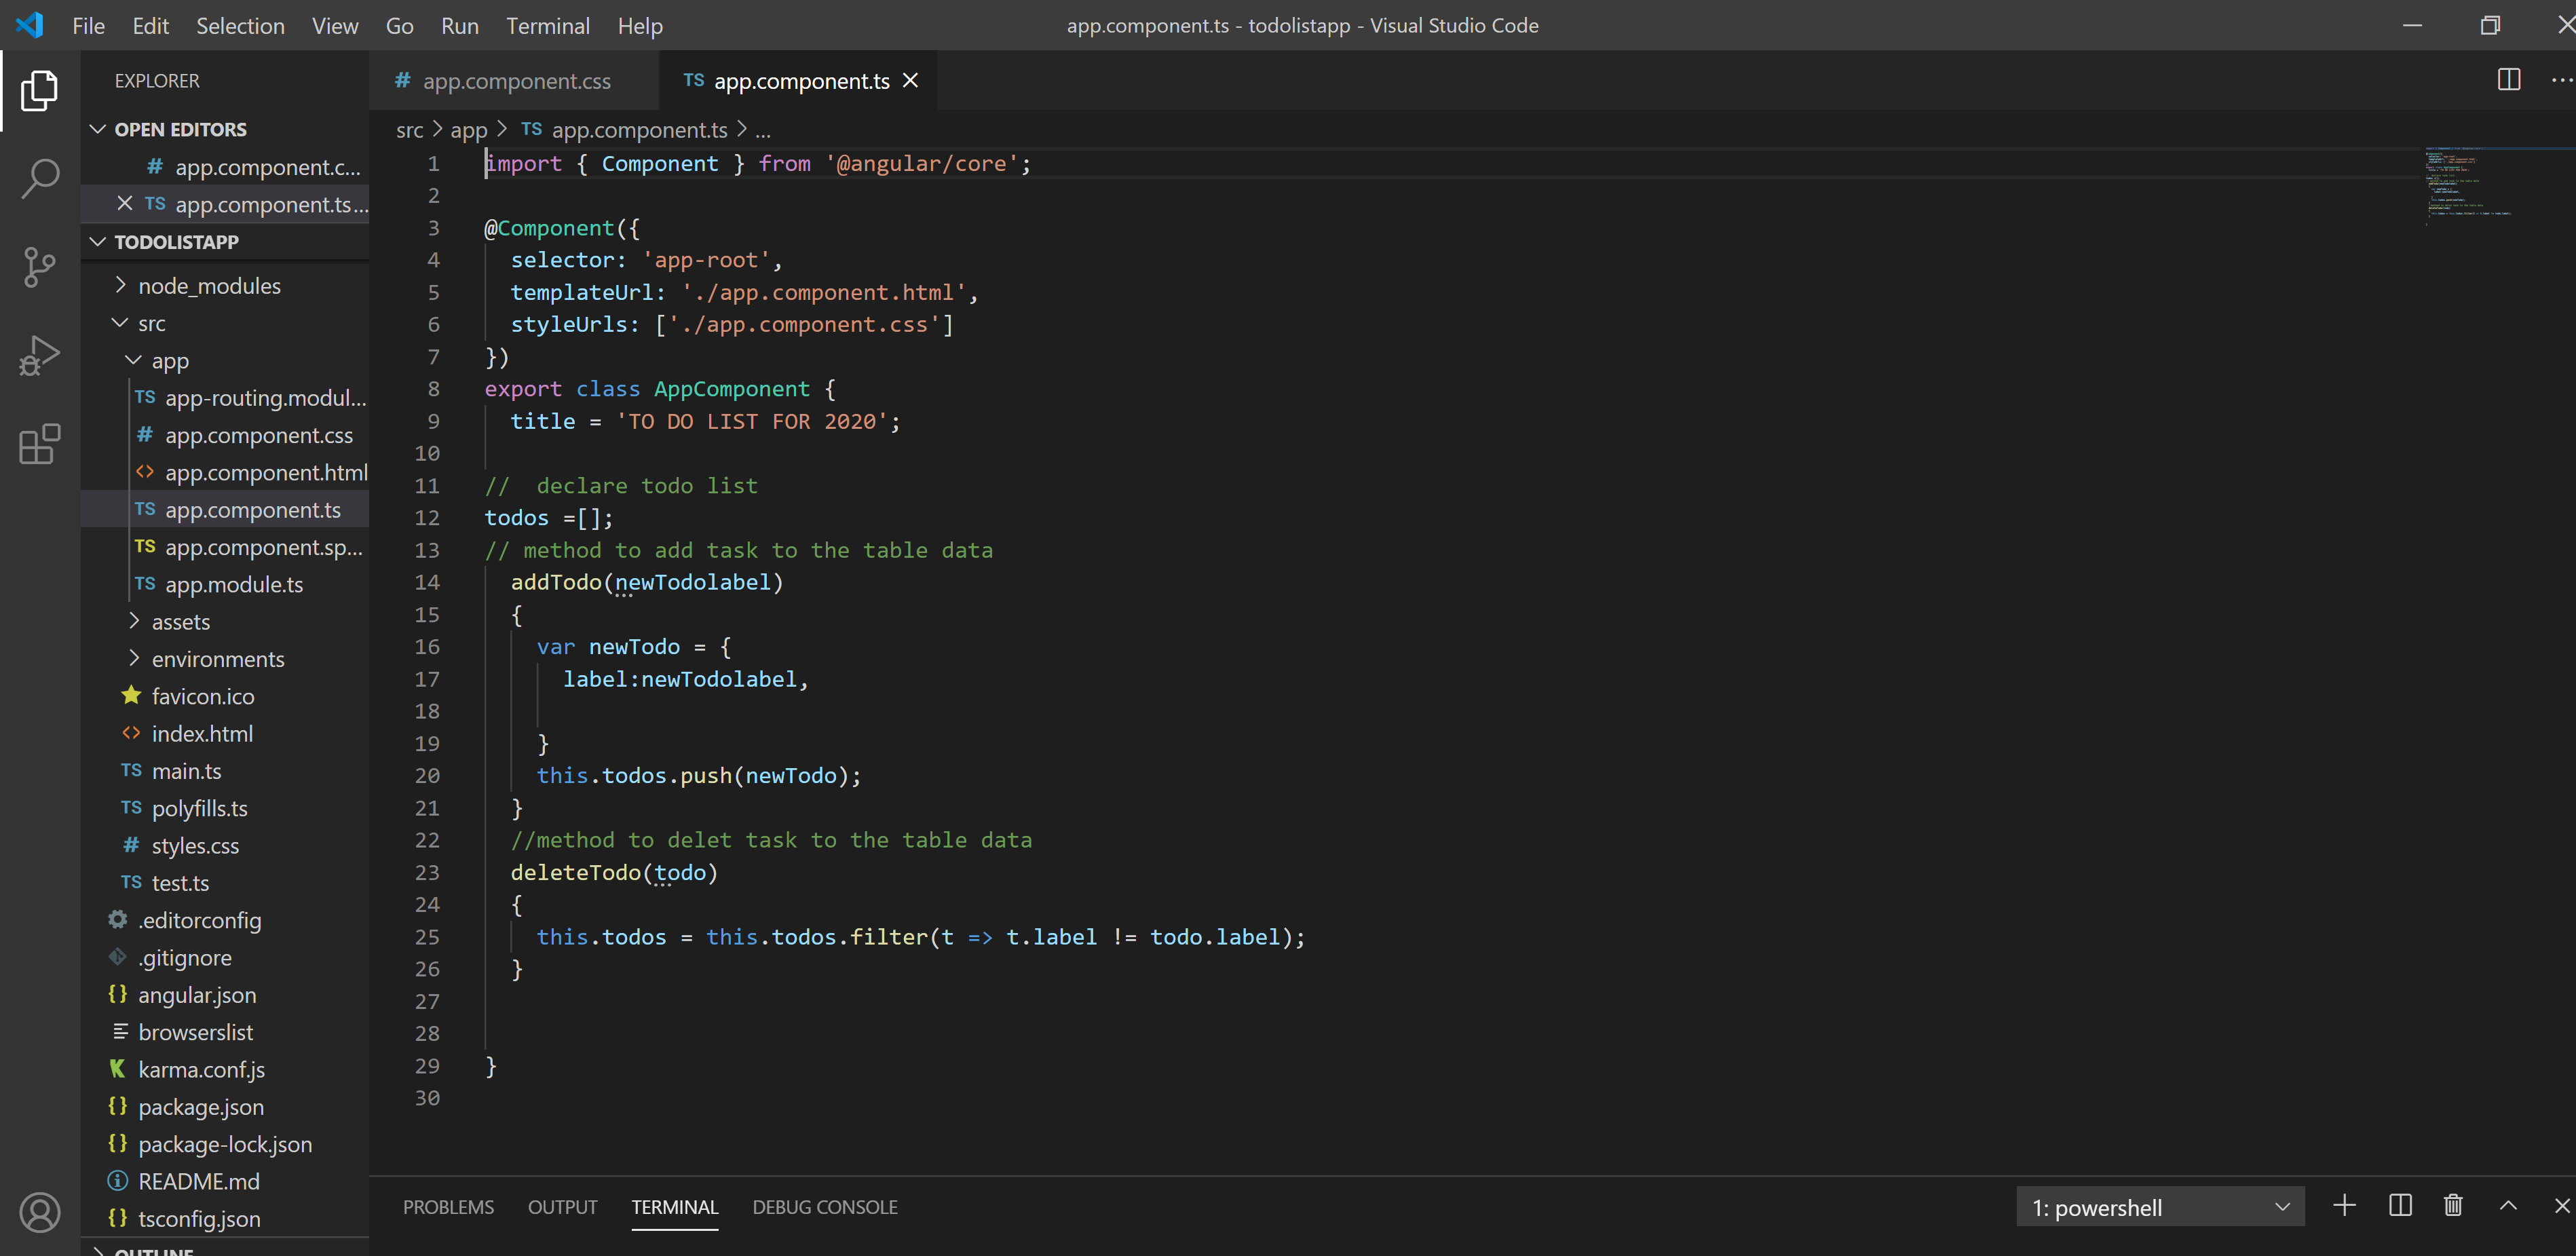 File Edit Selection View Go Run Terminal Help
app.component.ts - todolistapp - Visual Studio Code
EXPLORER
OPEN EDITORS
# app.component.c...
TS app.component.ts...
TODOLISTAPP
node_modules
src
app
TS app-routing.modul...
# app.component.css
<> app.component.html
TS app.component.ts
TS app.component.sp...
TS app.module.ts
assets
environments
favicon.ico
<> index.html
TS main.ts
TS polyfills.ts
# styles.css
TS test.ts
.editorconfig
.gitignore
{} angular.json
browserslist
K karma.conf.js
{} package.json
{} package-lock.json
README.md
{} tsconfig.json
OUTLINE
# app.component.css
TS app.component.ts
src > app > TS app.component.ts > ...
1 import { Component } from '@angular/core';
2
3 @Component({
4 selector: 'app-root',
5 templateUrl: './app.component.html',
6 styleUrls: ['./app.component.css']
7 })
8 export class AppComponent {
9 title = 'TO DO LIST FOR 2020';
10
11 //  declare todo list
12 todos =[];
13 // method to add task to the table data
14 addTodo(newTodolabel)
15 {
16 var newTodo = {
17 label:newTodolabel,
18
19 }
20 this.todos.push(newTodo);
21 }
22 //method to delet task to the table data
23 deleteTodo(todo)
24 {
25 this.todos = this.todos.filter(t => t.label != todo.label);
26 }
27
28
29 }
30
PROBLEMS OUTPUT TERMINAL DEBUG CONSOLE
1: powershell